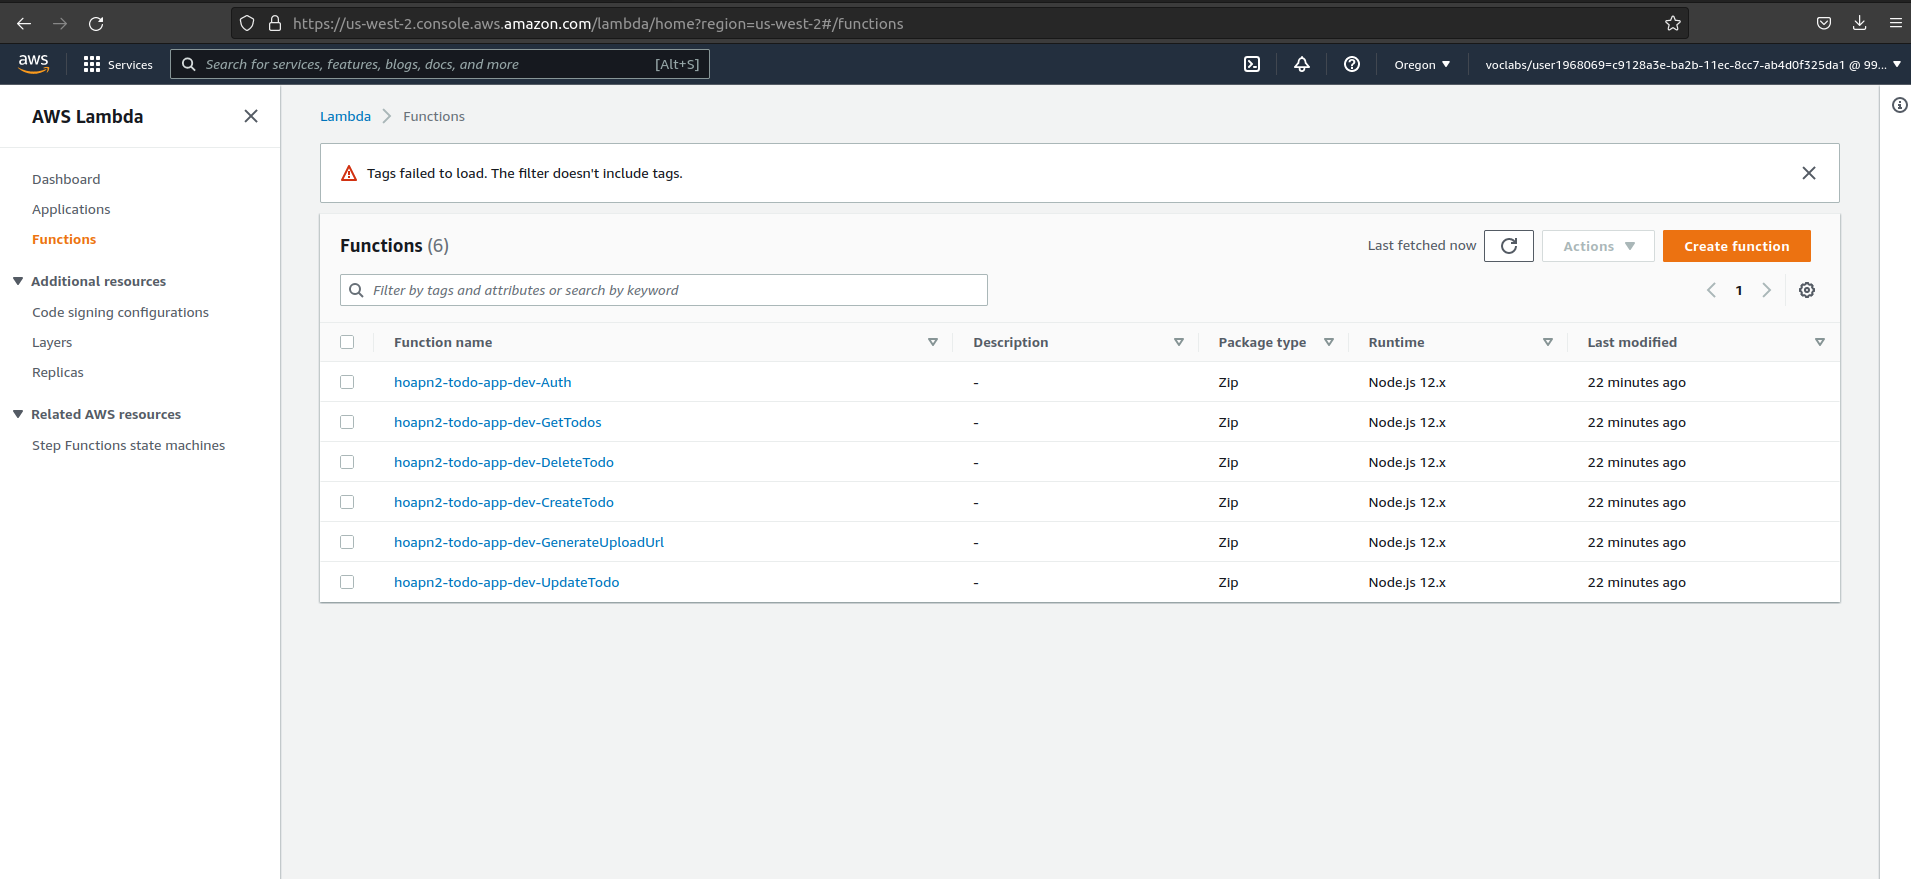 https://us-west-2.console.aws.amazon.com/lambda/home?region=us-west-2#/functions
aws Services Search for services, features, blogs, docs, and more [Alt+S] Oregon voclabs/user1968069=c9128a3e-ba2b-11ec-8cc7-ab4d0f325da1 @ 99...
AWS Lambda
Dashboard
Applications
Functions
Additional resources
Code signing configurations
Layers
Replicas
Related AWS resources
Step Functions state machines
Lambda Functions
Tags failed to load. The filter doesn't include tags.
Functions (6) Last fetched now Actions Create function
Filter by tags and attributes or search by keyword 1
Function name Description Package type Runtime Last modified
hoapn2-todo-app-dev-Auth - Zip Node.js 12.x 22 minutes ago
hoapn2-todo-app-dev-GetTodos - Zip Node.js 12.x 22 minutes ago
hoapn2-todo-app-dev-DeleteTodo - Zip Node.js 12.x 22 minutes ago
hoapn2-todo-app-dev-CreateTodo - Zip Node.js 12.x 22 minutes ago
hoapn2-todo-app-dev-GenerateUploadUrl - Zip Node.js 12.x 22 minutes ago
hoapn2-todo-app-dev-UpdateTodo - Zip Node.js 12.x 22 minutes ago